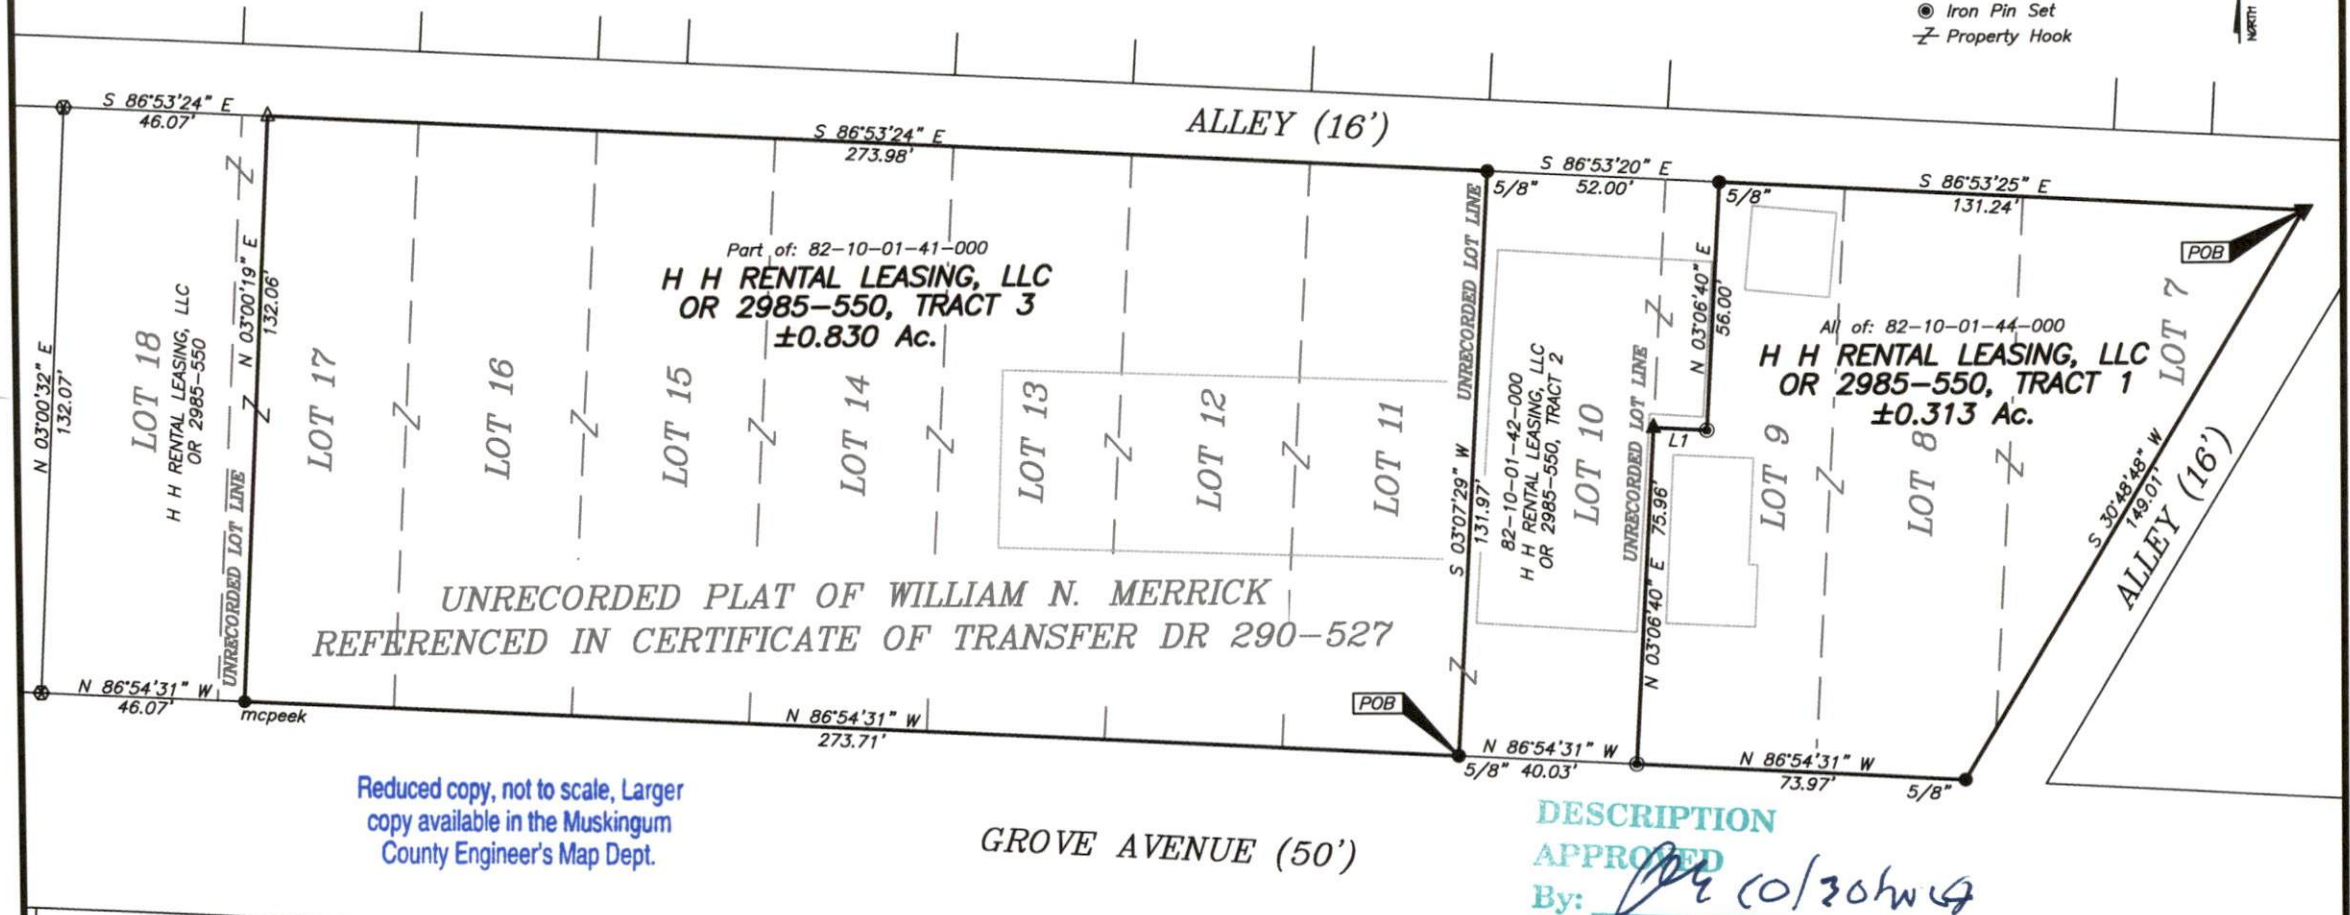 Iron Pin Set
Property Hook
NORTH
S 86°53'24" E
46.07'
S 86°53'24" E
273.98'
ALLEY (16')
S 86°53'20" E
52.00'
5/8"
5/8"
S 86°53'25" E
131.24'
POB
N 03°00'32" E
132.07'
LOT 18
H H RENTAL LEASING, LLC
OR 2985-550
UNRECORDED LOT LINE
N 03°00'19" E
132.06'
Part of: 82-10-01-41-000
H H RENTAL LEASING, LLC
OR 2985-550, TRACT 3
±0.830 Ac.
LOT 17
LOT 16
LOT 15
LOT 14
LOT 13
LOT 12
LOT 11
UNRECORDED LOT LINE
S 03°07'29" W
131.97'
82-10-01-42-000
H H RENTAL LEASING, LLC
OR 2985-550, TRACT 2
LOT 10
UNRECORDED LOT LINE
N 03°06'40" E
56.00'
L1
N 03°06'40" E 75.96'
All of: 82-10-01-44-000
H H RENTAL LEASING, LLC
OR 2985-550, TRACT 1
±0.313 Ac.
LOT 9
LOT 8
LOT 7
S 30°48'48" W
149.01'
ALLEY (16')
UNRECORDED PLAT OF WILLIAM N. MERRICK
REFERENCED IN CERTIFICATE OF TRANSFER DR 290-527
N 86°54'31" W
46.07'
mcpeek
N 86°54'31" W
273.71'
POB
N 86°54'31" W
5/8" 40.03'
N 86°54'31" W
73.97'
5/8"
Reduced copy, not to scale, Larger
copy available in the Muskingum
County Engineer's Map Dept.
GROVE AVENUE (50')
DESCRIPTION
APPROVED
By: